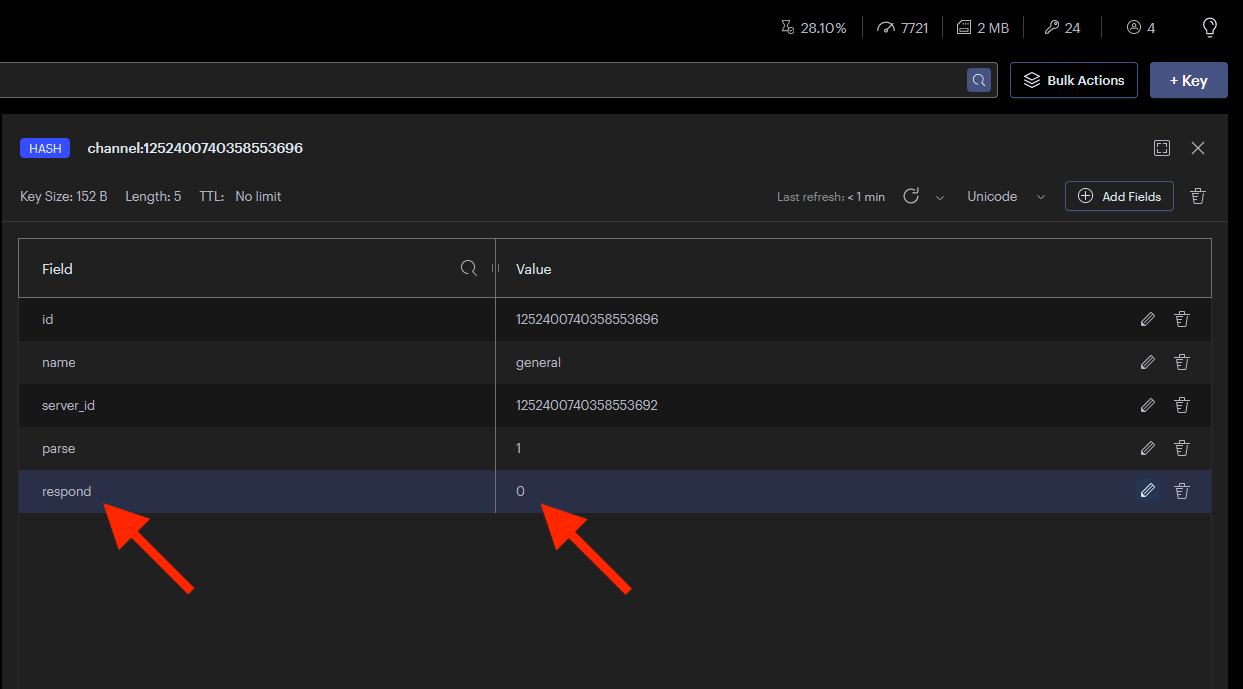 28.10% 7721 2 MB 24 4
Bulk Actions + Key
HASH channel:1252400740358553696
Key Size: 152 B Length: 5 TTL: No limit Last refresh: < 1 min Unicode Add Fields
Field Value
id 1252400740358553696
name general
server_id 1252400740358553692
parse 1
respond 0